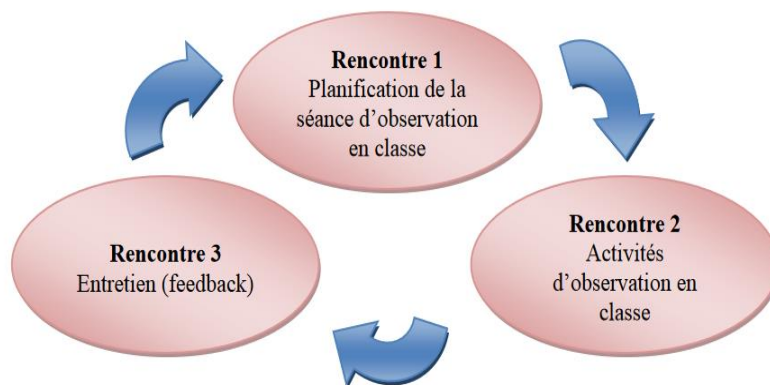 Rencontre 1
Planification de la
séance d’observation
en classe
Rencontre 2
Activités
d’observation en
classe
Rencontre 3
Entretien (feedback)